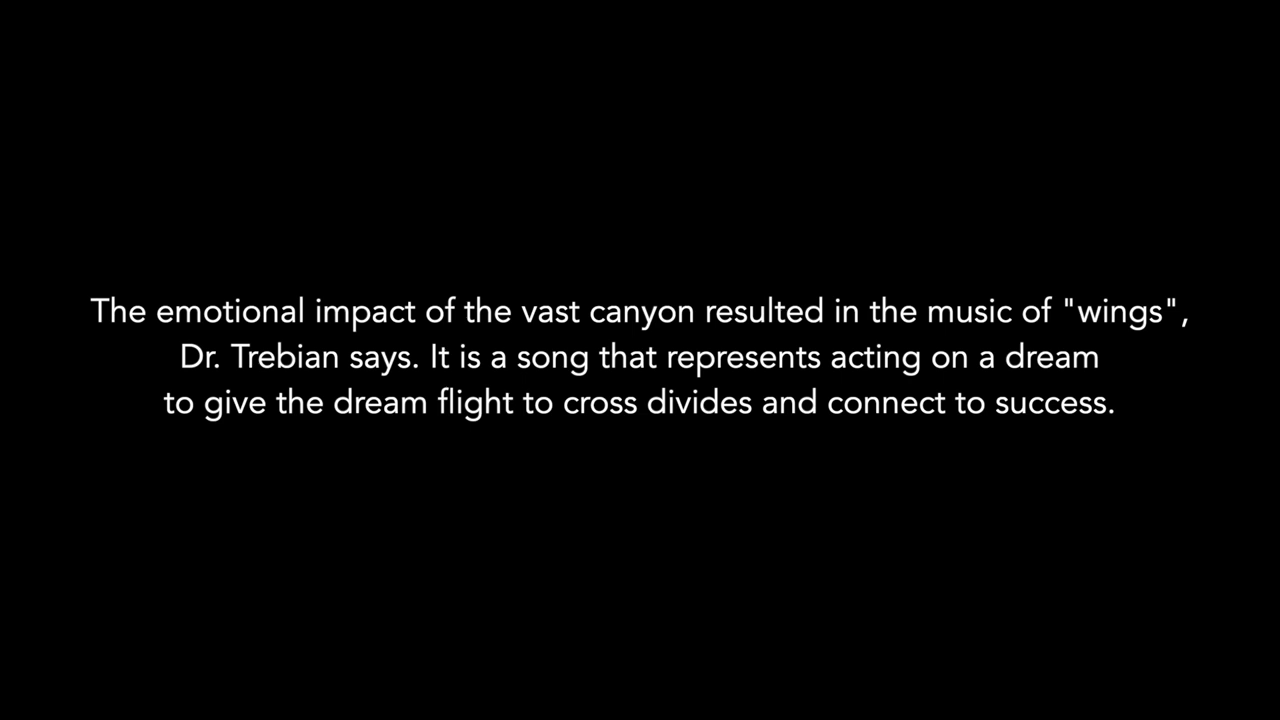 The emotional impact of the vast canyon resulted in the music of "wings",
Dr. Trebian says. It is a song that represents acting on a dream
to give the dream flight to cross divides and connect to success.